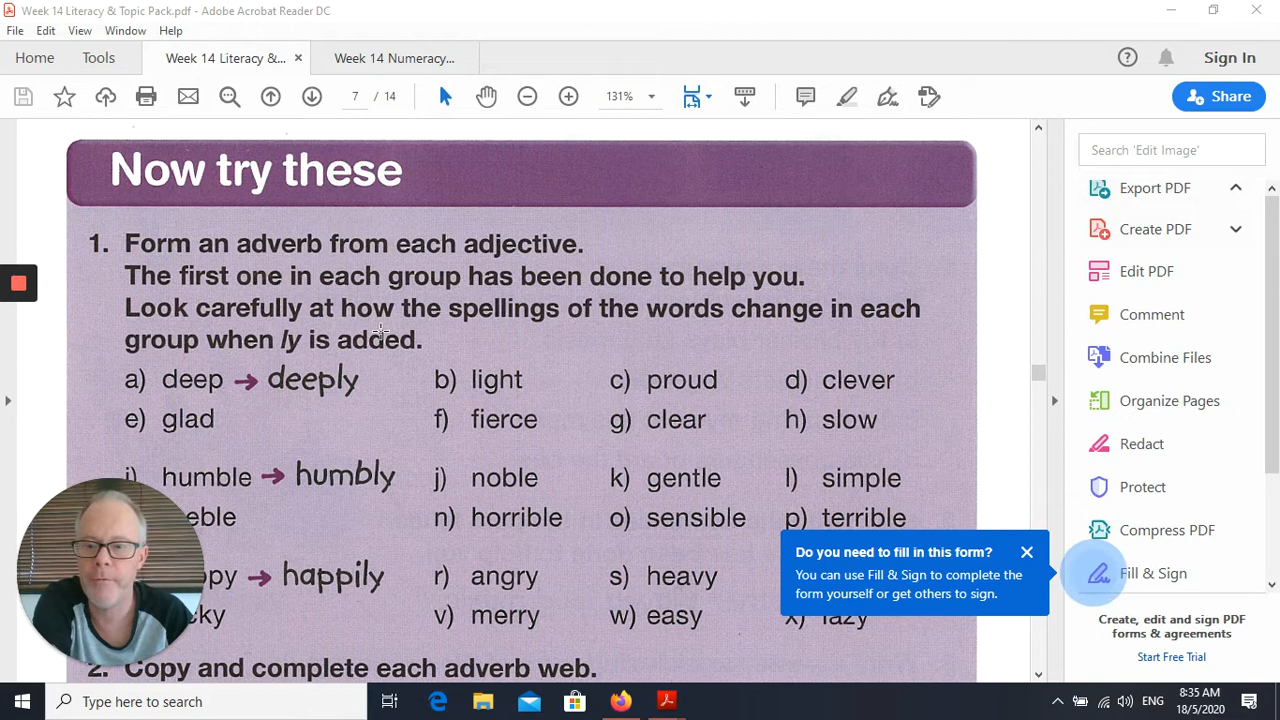 Week 14 Literacy & Topic Pack.pdf - Adobe Acrobat Reader DC
File Edit View Window Help
Home Tools Week 14 Literacy &... × Week 14 Numeracy... Sign In
7 / 14 131% Share
Search 'Edit Image'
Export PDF
Create PDF
Edit PDF
Comment
Combine Files
Organize Pages
Redact
Protect
Compress PDF
Fill & Sign
Create, edit and sign PDF
forms & agreements
Start Free Trial
Now try these
1. Form an adverb from each adjective.
The first one in each group has been done to help you.
Look carefully at how the spellings of the words change in each
group when ly is added.
a) deep → deeply b) light c) proud d) clever
e) glad f) fierce g) clear h) slow
i) humble → humbly j) noble k) gentle l) simple
eble n) horrible o) sensible p) terrible
ppy → happily r) angry s) heavy
cky v) merry w) easy x) lazy
2. Copy and complete each adverb web.
Do you need to fill in this form?
You can use Fill & Sign to complete the
form yourself or get others to sign.
Type here to search
ENG 8:35 AM
18/5/2020